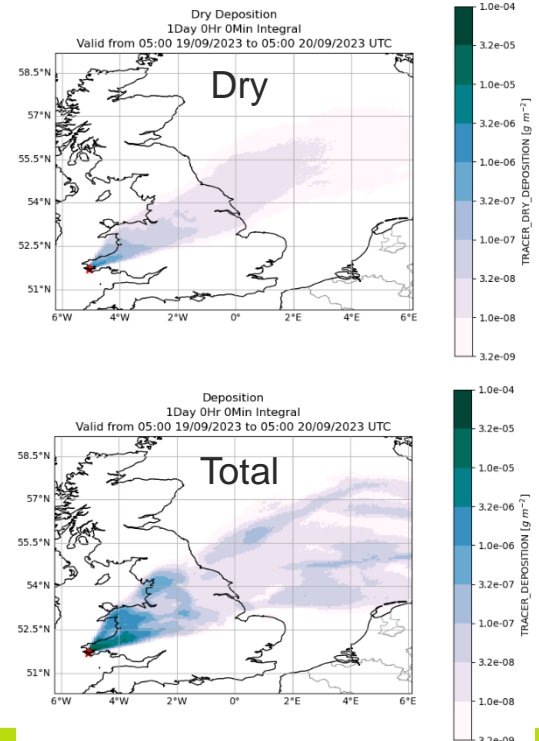 Dry Deposition
1Day 0Hr 0Min Integral
Valid from 05:00 19/09/2023 to 05:00 20/09/2023 UTC
Dry
58.5°N
57°N
55.5°N
54°N
52.5°N
51°N
6°W 4°W 2°W 0° 2°E 4°E 6°E
1.0e-04
3.2e-05
1.0e-05
3.2e-06
1.0e-06
3.2e-07
1.0e-07
3.2e-08
1.0e-08
3.2e-09
TRACER_DRY_DEPOSITION [g m⁻²]
Deposition
1Day 0Hr 0Min Integral
Valid from 05:00 19/09/2023 to 05:00 20/09/2023 UTC
Total
58.5°N
57°N
55.5°N
54°N
52.5°N
51°N
6°W 4°W 2°W 0° 2°E 4°E 6°E
1.0e-04
3.2e-05
1.0e-05
3.2e-06
1.0e-06
3.2e-07
1.0e-07
3.2e-08
1.0e-08
3.2e-09
TRACER_DEPOSITION [g m⁻²]